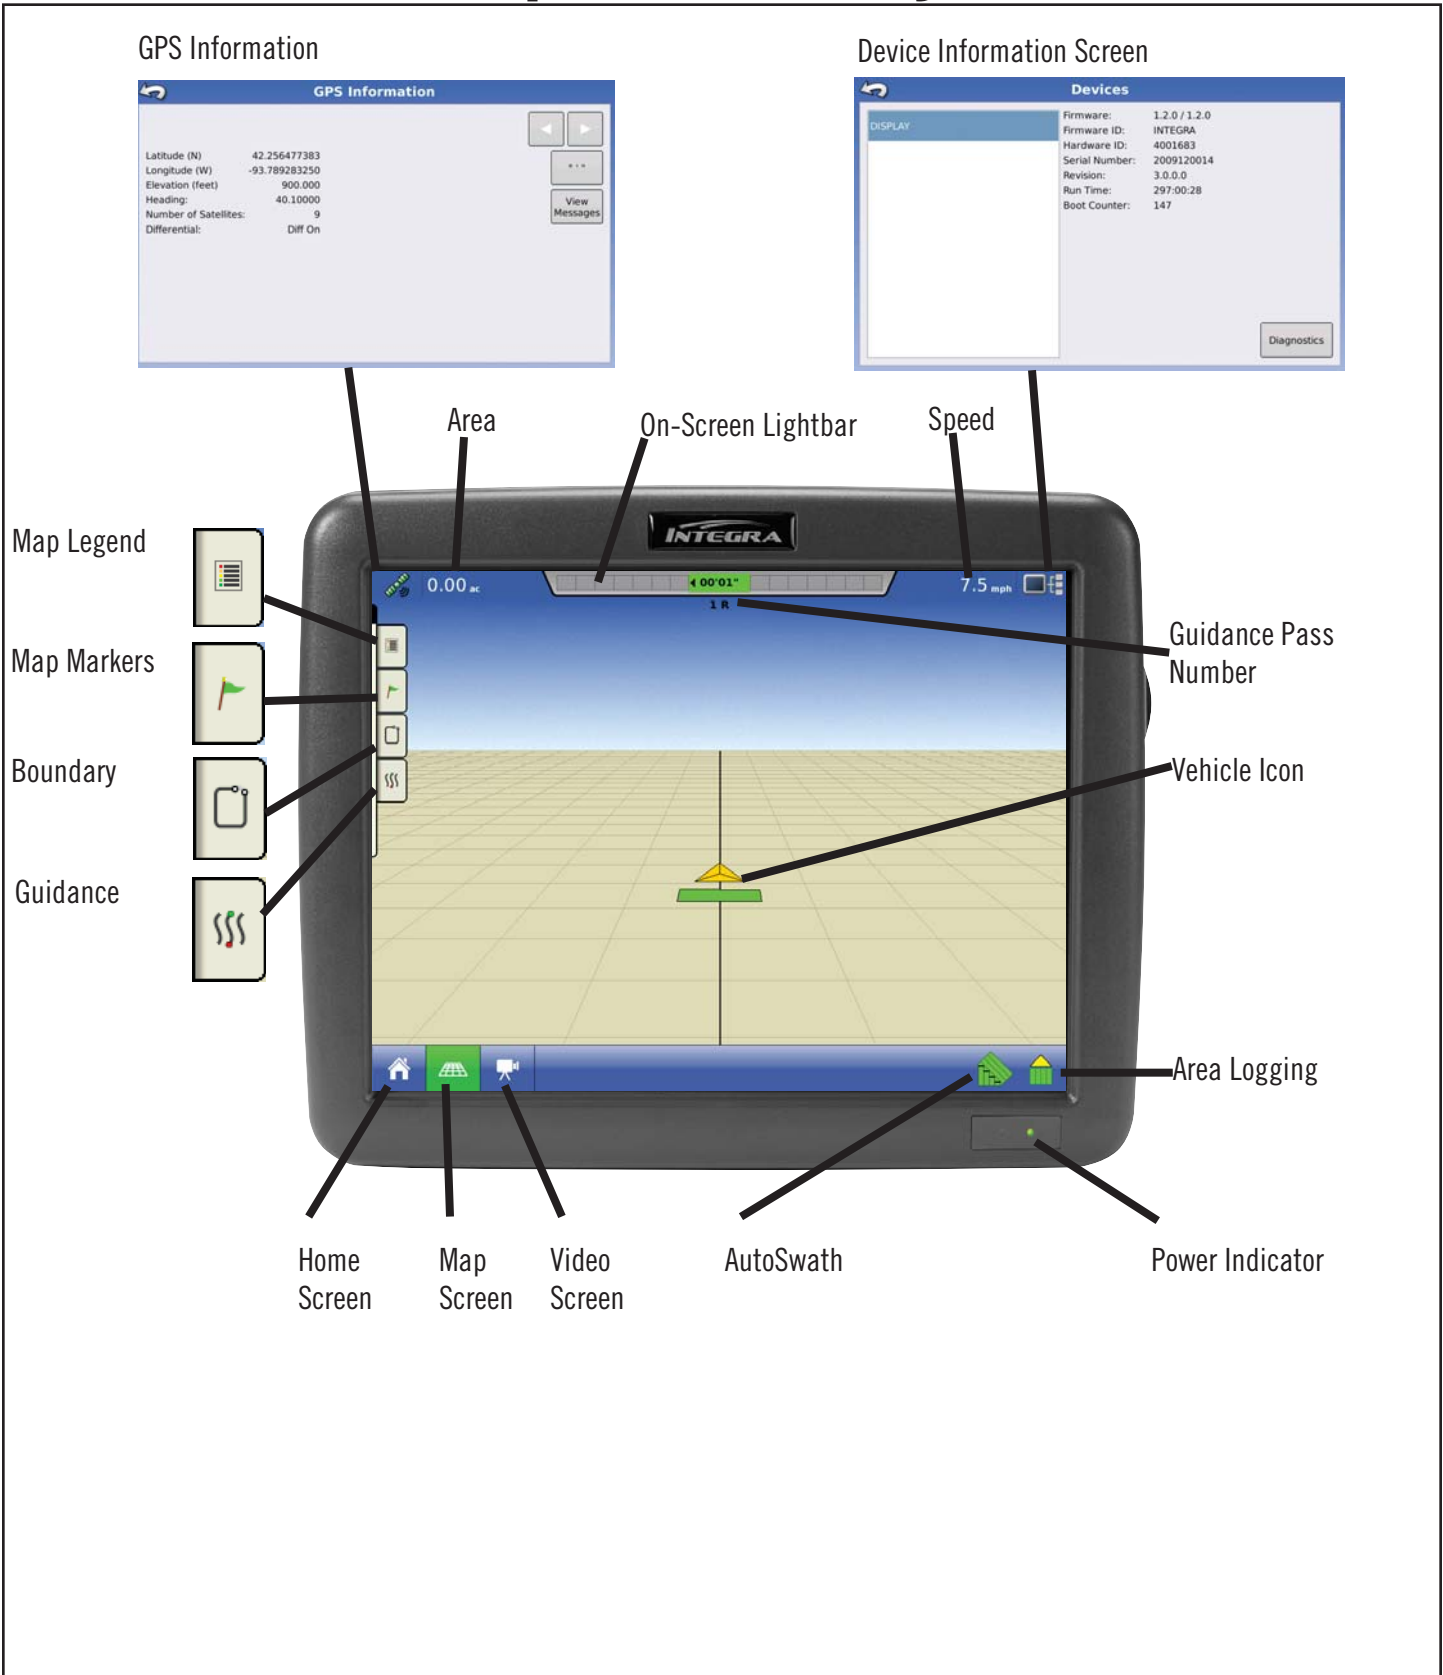 GPS Information
Device Information Screen
GPS Information
Latitude (N) 42.256477383
Longitude (W) -93.789283250
Elevation (feet) 900.000
Heading: 40.10000
Number of Satellites: 9
Differential: Diff On
View
Messages
Devices
DISPLAY
Firmware: 1.2.0 / 1.2.0
Firmware ID: INTEGRA
Hardware ID: 4001683
Serial Number: 2009120014
Revision: 3.0.0.0
Run Time: 297:00:28
Boot Counter: 147
Diagnostics
Area
On-Screen Lightbar
Speed
INTEGRA
0.00 ac
00'01"
7.5 mph
1 R
Map Legend
Map Markers
Boundary
Guidance
Guidance Pass
Number
Vehicle Icon
Area Logging
Home
Screen
Map
Screen
Video
Screen
AutoSwath
Power Indicator